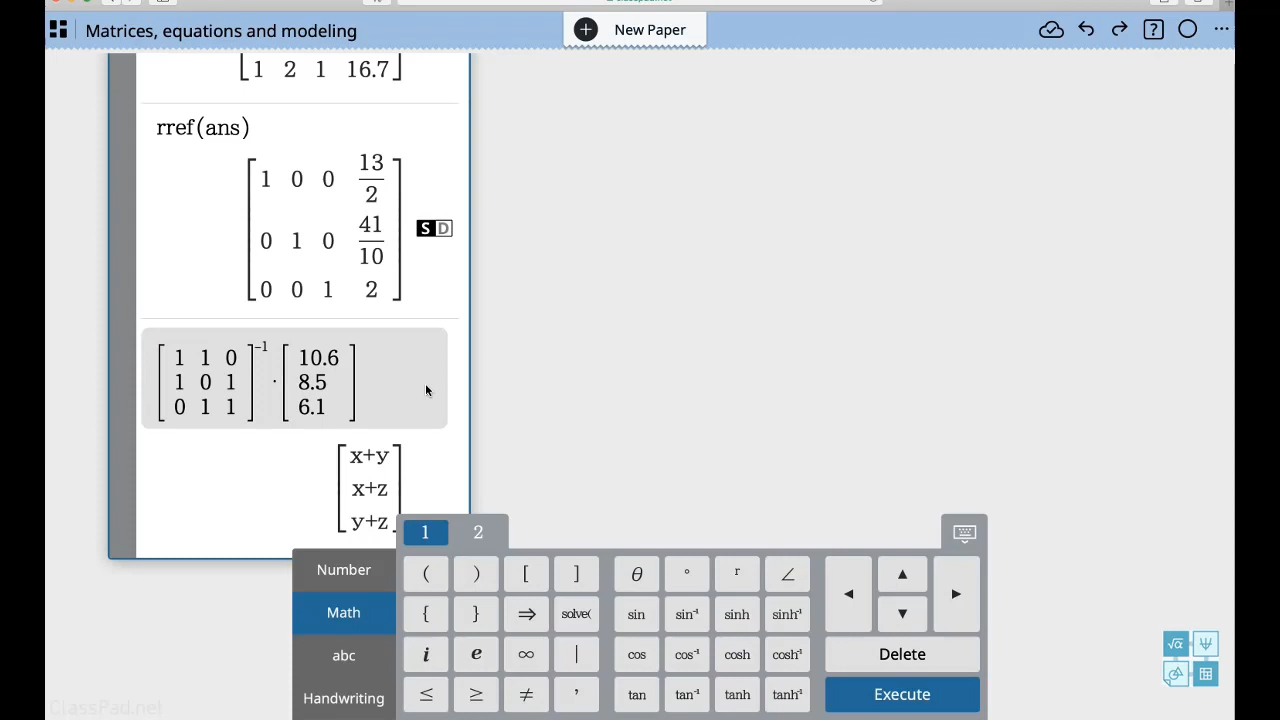 Matrices, equations and modeling
New Paper
?
1 2 1 16.7
rref(ans)
1 0 0 13/2
S D
0 1 0 41/10
0 0 1 2
[1 1 0
1 0 1
0 1 1]⁻¹ · [10.6
8.5
6.1]
x+y
x+z
y+z
1 2
Number
Math
abc
Handwriting
( ) [ ] θ ° r ∠
{ } ⇒ solve( sin sin⁻¹ sinh sinh⁻¹
i e ∞ | cos cos⁻¹ cosh cosh⁻¹
≤ ≥ ≠ ’ tan tan⁻¹ tanh tanh⁻¹
Delete
Execute
√α
ClassPad.net